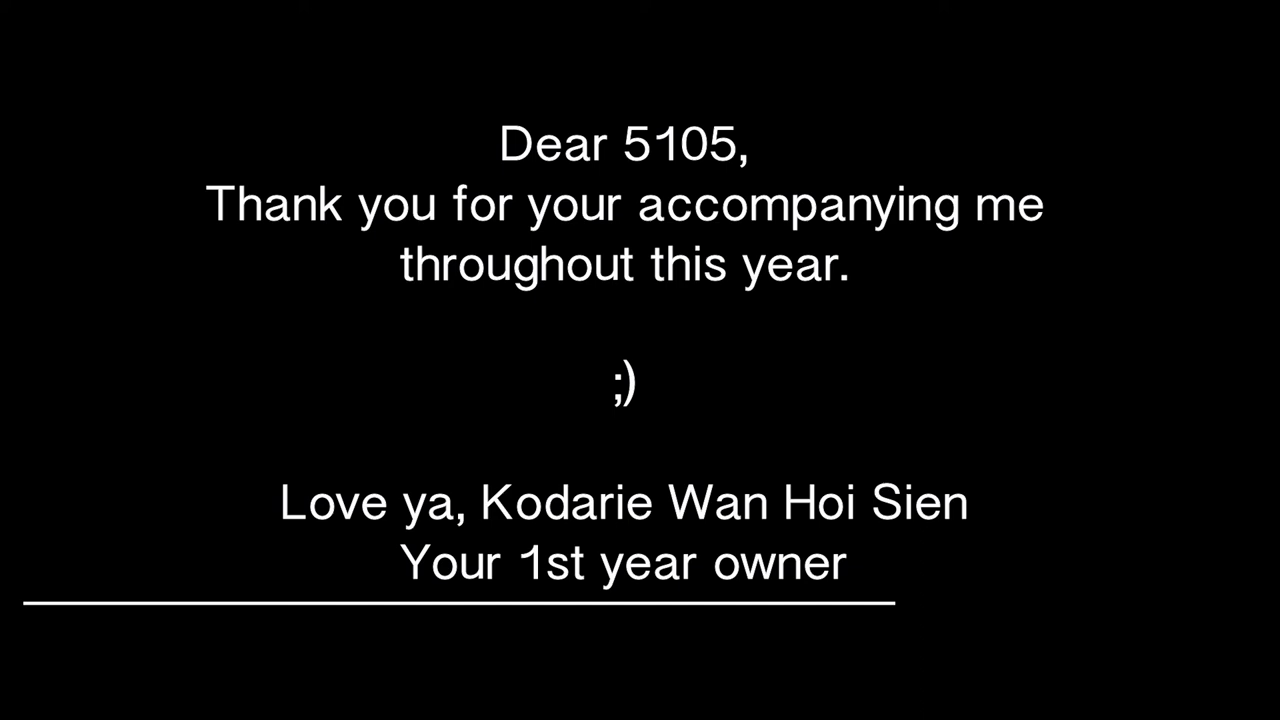 Dear 5105,
Thank you for your accompanying me
throughout this year.
;)
Love ya, Kodarie Wan Hoi Sien
Your 1st year owner